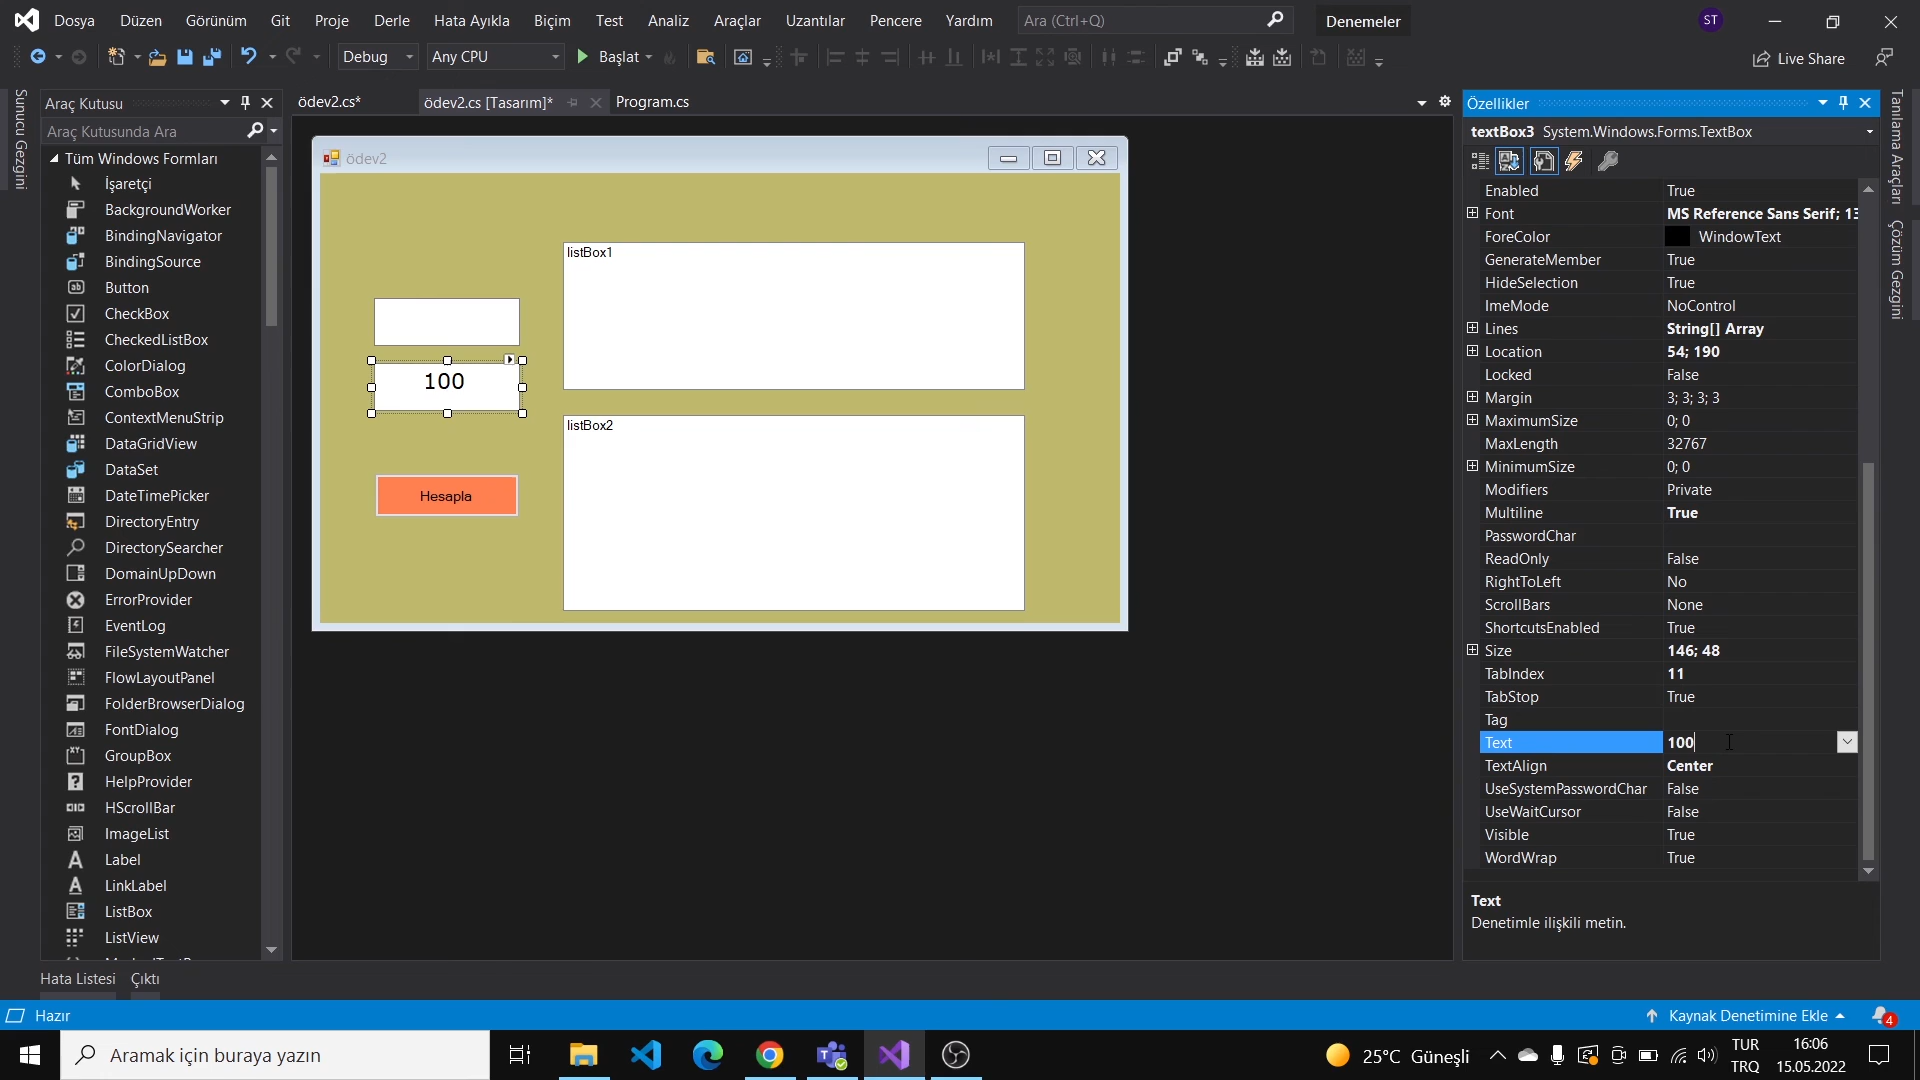 Dosya Düzen Görünüm Git Proje Derle Hata Ayıkla Biçim Test Analiz Araçlar Uzantılar Pencere Yardım Ara (Ctrl+Q) Denemeler ST
Debug Any CPU Başlat Live Share
Sunucu Gezgini
Araç Kutusu
Araç Kutusunda Ara
Tüm Windows Formları
İşaretçi
BackgroundWorker
BindingNavigator
BindingSource
Button
CheckBox
CheckedListBox
ColorDialog
ComboBox
ContextMenuStrip
DataGridView
DataSet
DateTimePicker
DirectoryEntry
DirectorySearcher
DomainUpDown
ErrorProvider
EventLog
FileSystemWatcher
FlowLayoutPanel
FolderBrowserDialog
FontDialog
GroupBox
HelpProvider
HScrollBar
ImageList
Label
LinkLabel
ListBox
ListView
ödev2.cs* ödev2.cs [Tasarım]* Program.cs
ödev2
listBox1
100
listBox2
Hesapla
Özellikler
textBox3 System.Windows.Forms.TextBox
Enabled True
Font MS Reference Sans Serif; 13
ForeColor WindowText
GenerateMember True
HideSelection True
ImeMode NoControl
Lines String[] Array
Location 54; 190
Locked False
Margin 3; 3; 3; 3
MaximumSize 0; 0
MaxLength 32767
MinimumSize 0; 0
Modifiers Private
Multiline True
PasswordChar
ReadOnly False
RightToLeft No
ScrollBars None
ShortcutsEnabled True
Size 146; 48
TabIndex 11
TabStop True
Tag
Text 100
TextAlign Center
UseSystemPasswordChar False
UseWaitCursor False
Visible True
WordWrap True
Text
Denetimle ilişkili metin.
Tanılama Araçları
Çözüm Gezgini
Hata Listesi Çıktı
Hazır Kaynak Denetimine Ekle 4
Aramak için buraya yazın 25°C Güneşli TUR TRQ 16:06 15.05.2022